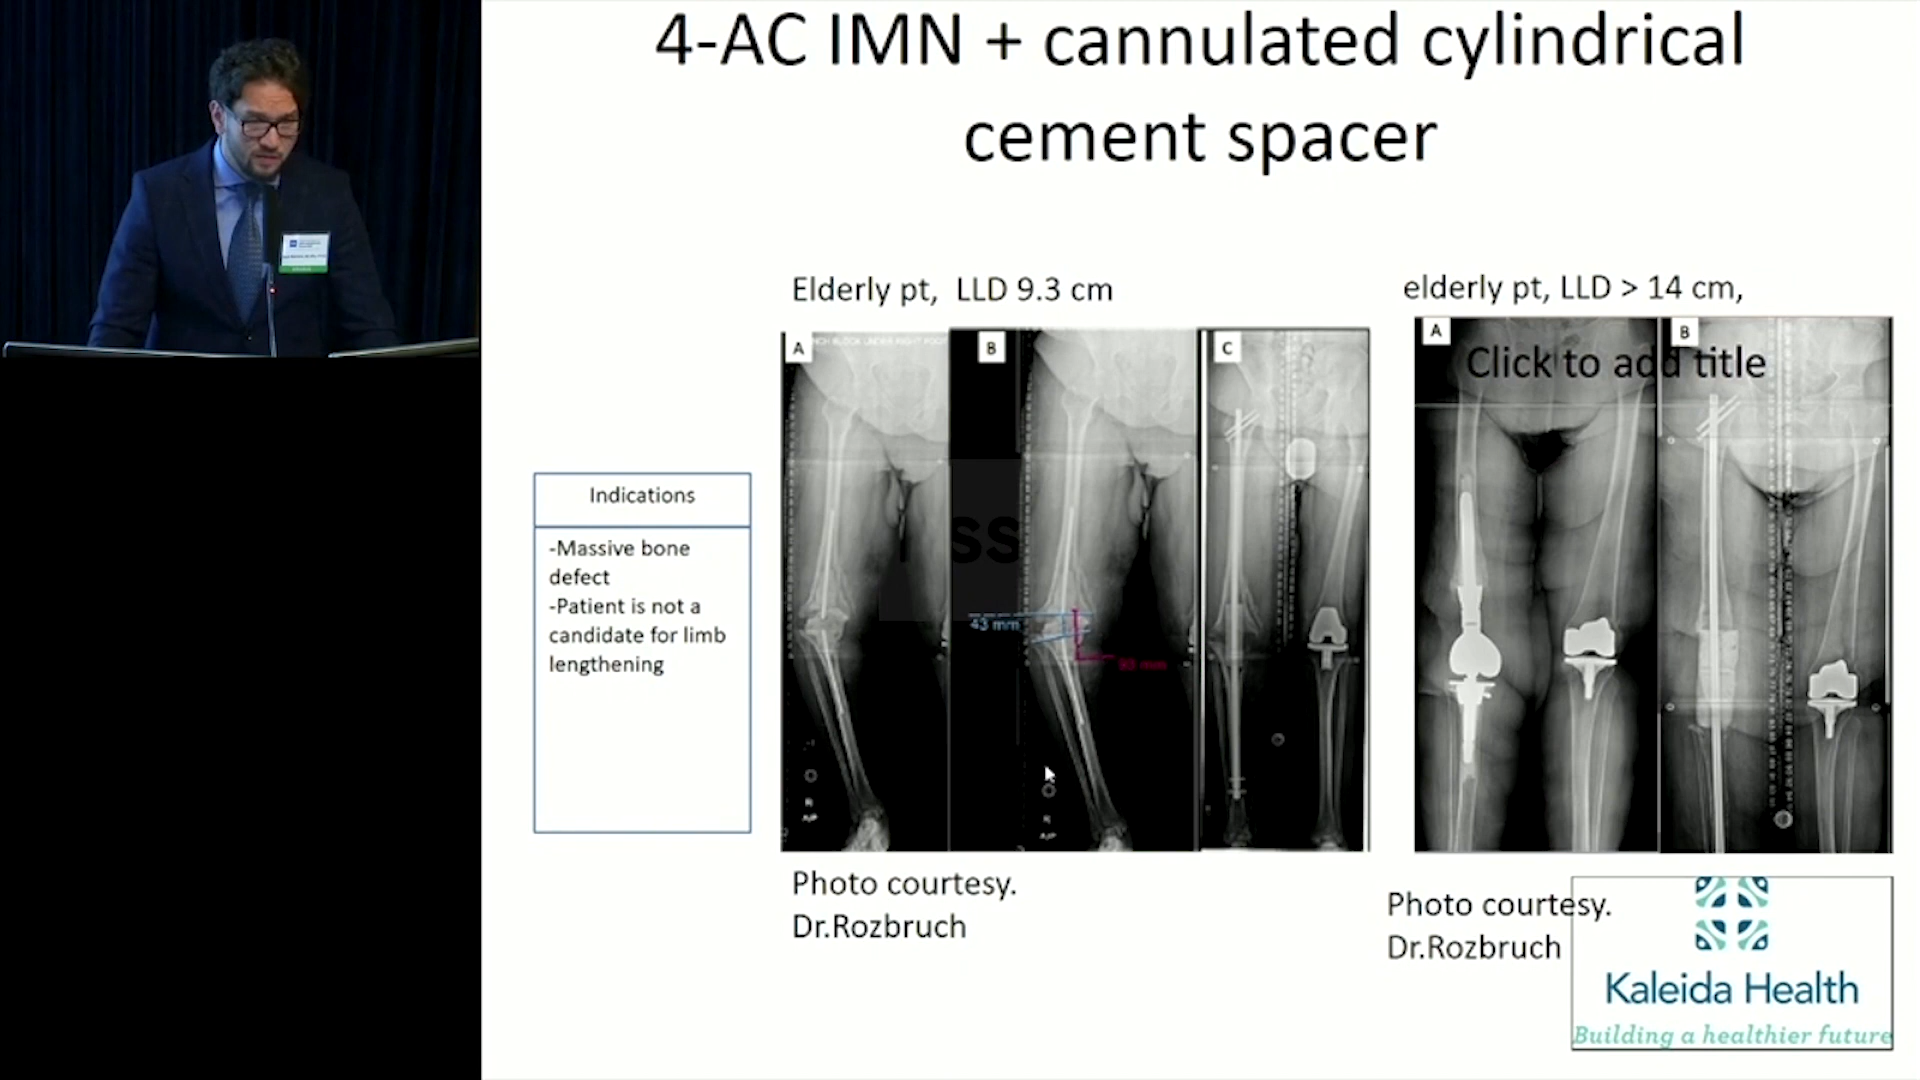 4-AC IMN + cannulated cylindrical
cement spacer
Elderly pt, LLD 9.3 cm
elderly pt, LLD > 14 cm,
A
B
C
A
B
Click to add title
Indications
-Massive bone
defect
-Patient is not a
candidate for limb
lengthening
43 mm
R
R
Photo courtesy.
Dr.Rozbruch
Photo courtesy.
Dr.Rozbruch
Kaleida Health
Building a healthier future